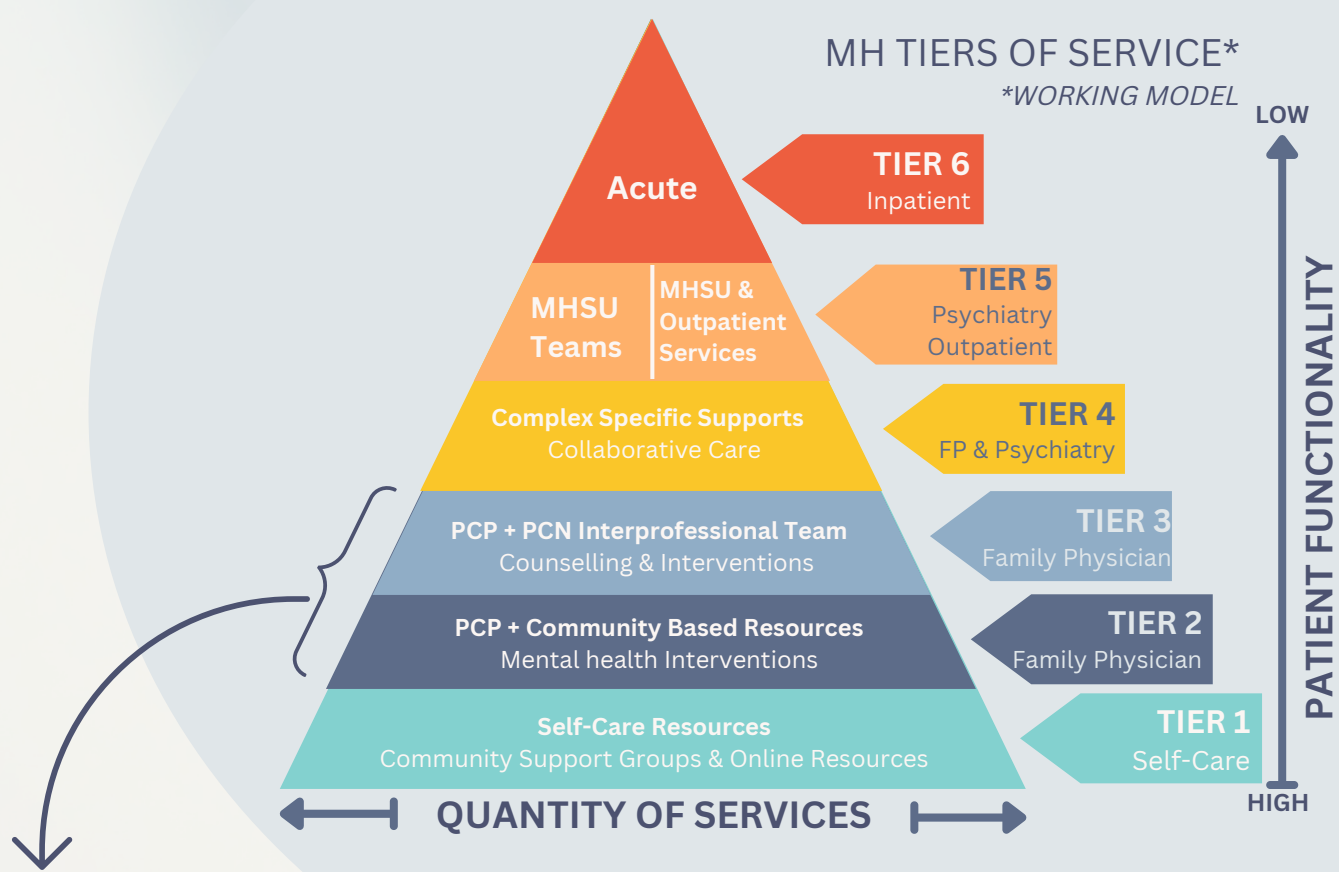 MH TIERS OF SERVICE*
*WORKING MODEL
LOW
TIER 6
Inpatient
Acute
TIER 5
Psychiatry
Outpatient
MHSU
Teams
MHSU &
Outpatient
Services
TIER 4
FP & Psychiatry
Complex Specific Supports
Collaborative Care
TIER 3
Family Physician
PCP + PCN Interprofessional Team
Counselling & Interventions
TIER 2
Family Physician
PCP + Community Based Resources
Mental health Interventions
TIER 1
Self-Care
Self-Care Resources
Community Support Groups & Online Resources
PATIENT FUNCTIONALITY
HIGH
QUANTITY OF SERVICES